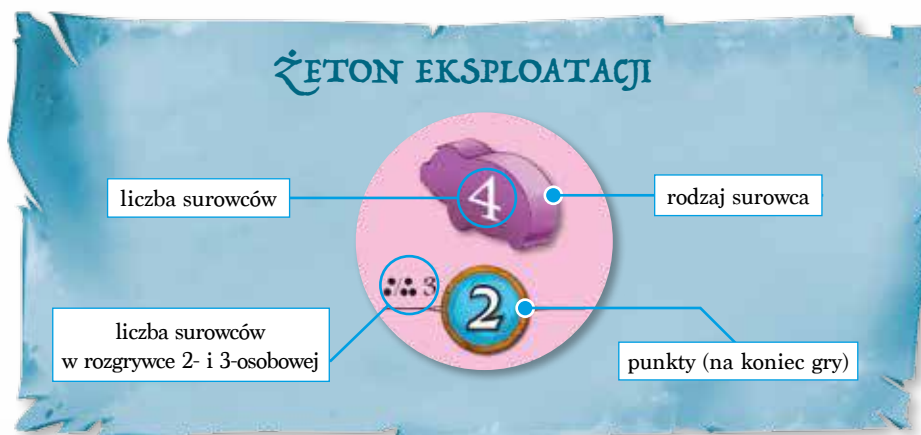 ŻETON EKSPLOATACJI
liczba surowców
4
rodzaj surowca
3
2
liczba surowców
w rozgrywce 2- i 3-osobowej
punkty (na koniec gry)